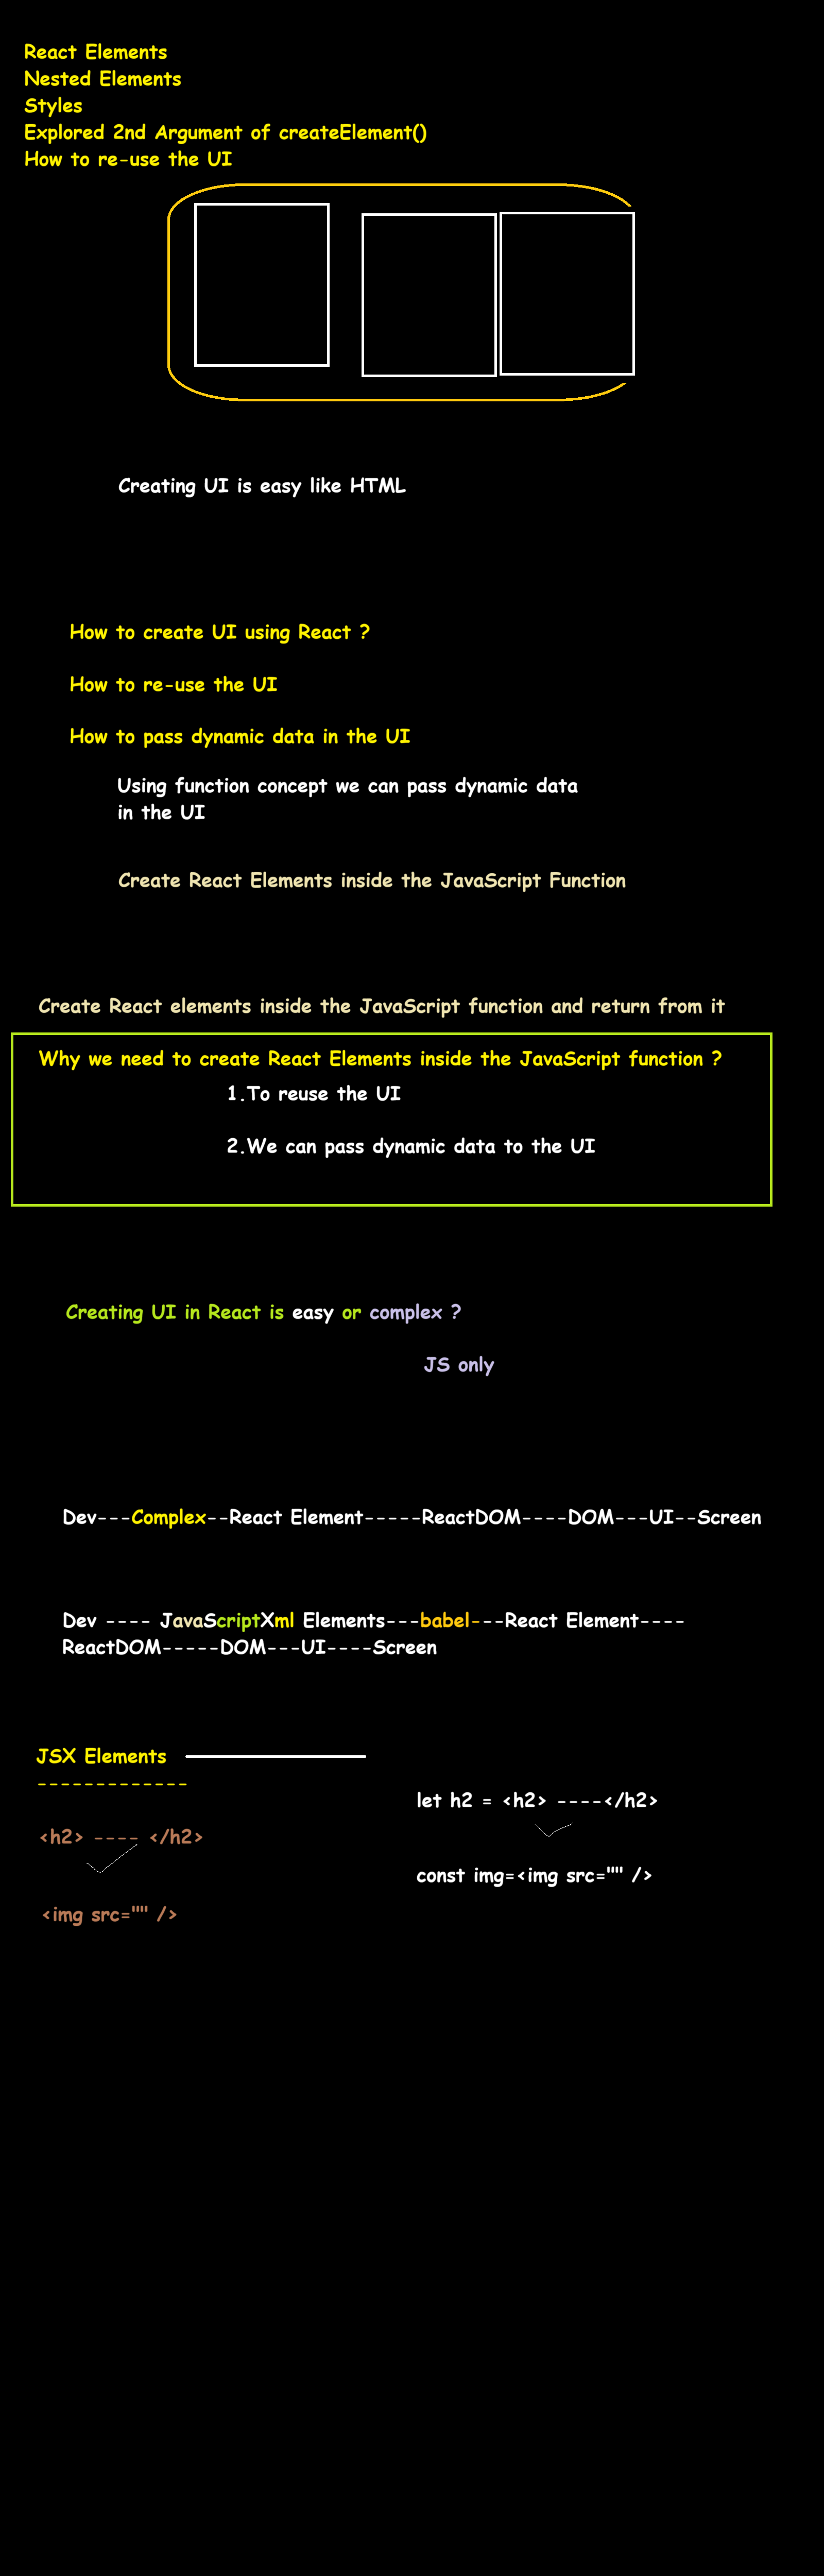 React Elements
Nested Elements
Styles
Explored 2nd Argument of createElement()
How to re-use the UI
Creating UI is easy like HTML
How to create UI using React ?
How to re-use the UI
How to pass dynamic data in the UI
Using function concept we can pass dynamic data
in the UI
Create React Elements inside the JavaScript Function
Create React elements inside the JavaScript function and return from it
Why we need to create React Elements inside the JavaScript function ?
1.To reuse the UI
2.We can pass dynamic data to the UI
Creating UI in React is easy or complex ?
JS only
Dev---Complex--React Element-----ReactDOM----DOM---UI--Screen
Dev ---- JavaScriptXml Elements---babel---React Element----
ReactDOM-----DOM---UI----Screen
JSX Elements
-------------
<h2> ---- </h2>
<img src="" />
let h2 = <h2> ----</h2>
const img=<img src="" />